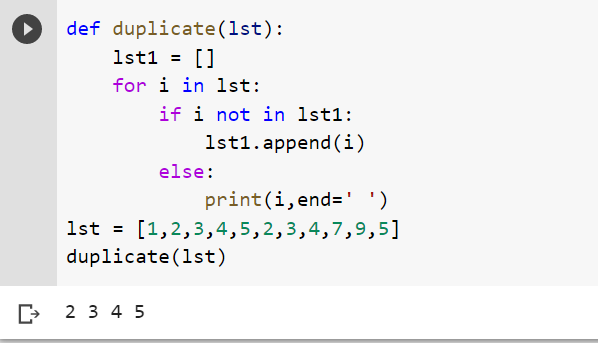 def duplicate(lst):
    lst1 = []
    for i in lst:
        if i not in lst1:
            lst1.append(i)
        else:
            print(i,end=' ')
lst = [1,2,3,4,5,2,3,4,7,9,5]
duplicate(lst)
2 3 4 5